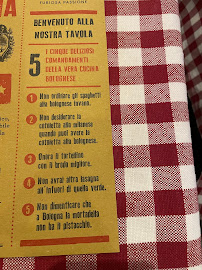 FURIOSA PASSIONE
BENVENUTO ALLA
NOSTRA TAVOLA
5
I CINQUE DELIZIOSI
COMANDAMENTI
DELLA VERA CUCINA
BOLOGNESE
1 Non ordinare gli spaghetti
alla bolognese invano.
2 Non desiderare la
cotoletta alla milanese
quando puoi avere la
cotoletta alla bolognese.
3 Onora il tortellino
con il brodo migliore.
4 Non avrai altra lasagna
all'infuori di quella verde.
5 Non dimenticare che
a Bologna la mortadella
non ha il pistacchio.